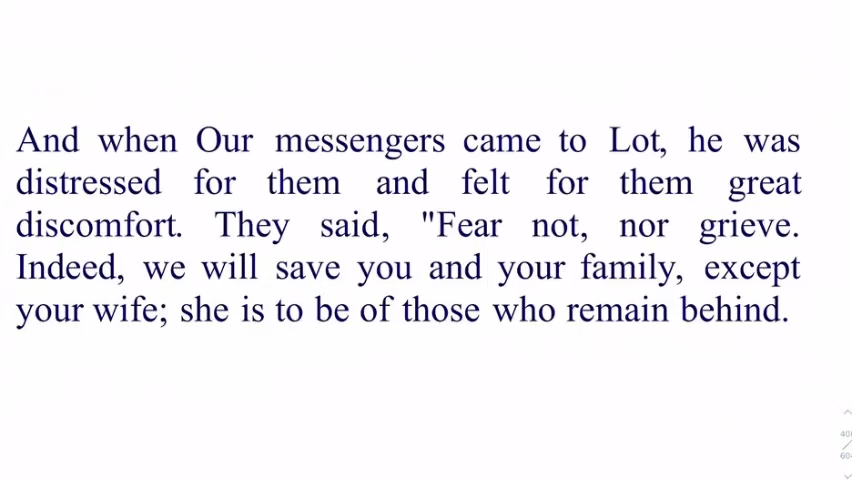 And when Our messengers came to Lot, he was
distressed for them and felt for them great
discomfort. They said, "Fear not, nor grieve.
Indeed, we will save you and your family, except
your wife; she is to be of those who remain behind.